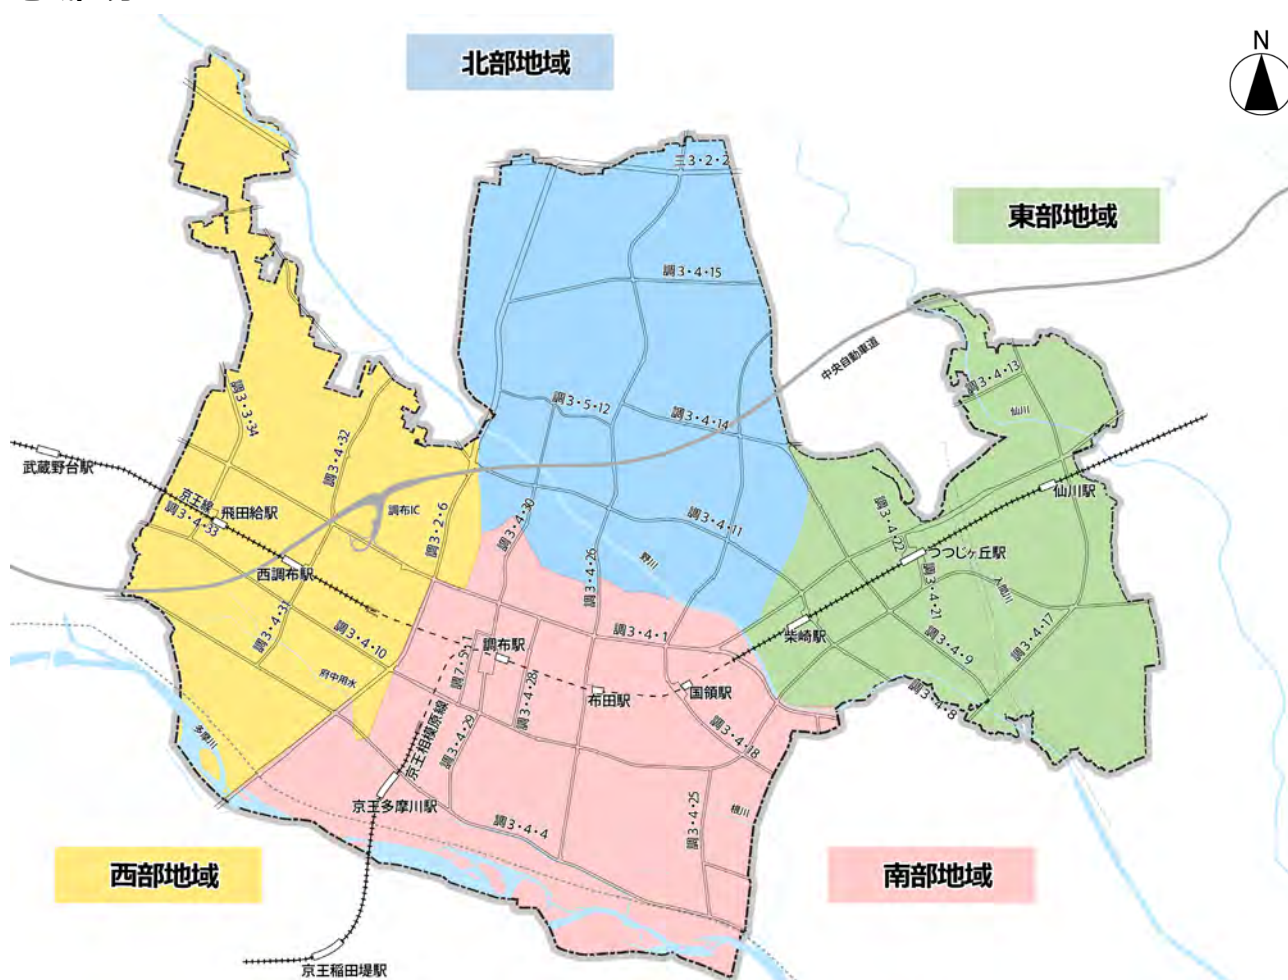 北部地域
N
三3・2・2
東部地域
調3・4・15
中央自動車道
調3・4・13
仙川
調3・3・34
調3・5・12
調3・4・14
調3・4・32
武蔵野台駅
京王線
飛田給駅
調3・4・33
調布IC
調3・2・6
仙川駅
調3・4・30
調3・4・11
調3・4・22
つつじヶ丘駅
西調布駅
調3・4・26
野川
入間川
調3・4・21
調3・4・31
調3・4・10
調布駅
調3・4・1
柴崎駅
調3・4・17
調3・4・9
府中用水
調7・5・1
調3・4・28
布田駅
国領駅
調3・4・8
多摩川
京王相模原線
調3・4・29
調3・4・18
京王多摩川駅
調3・4・4
調3・4・25
根川
西部地域
南部地域
京王稲田堤駅